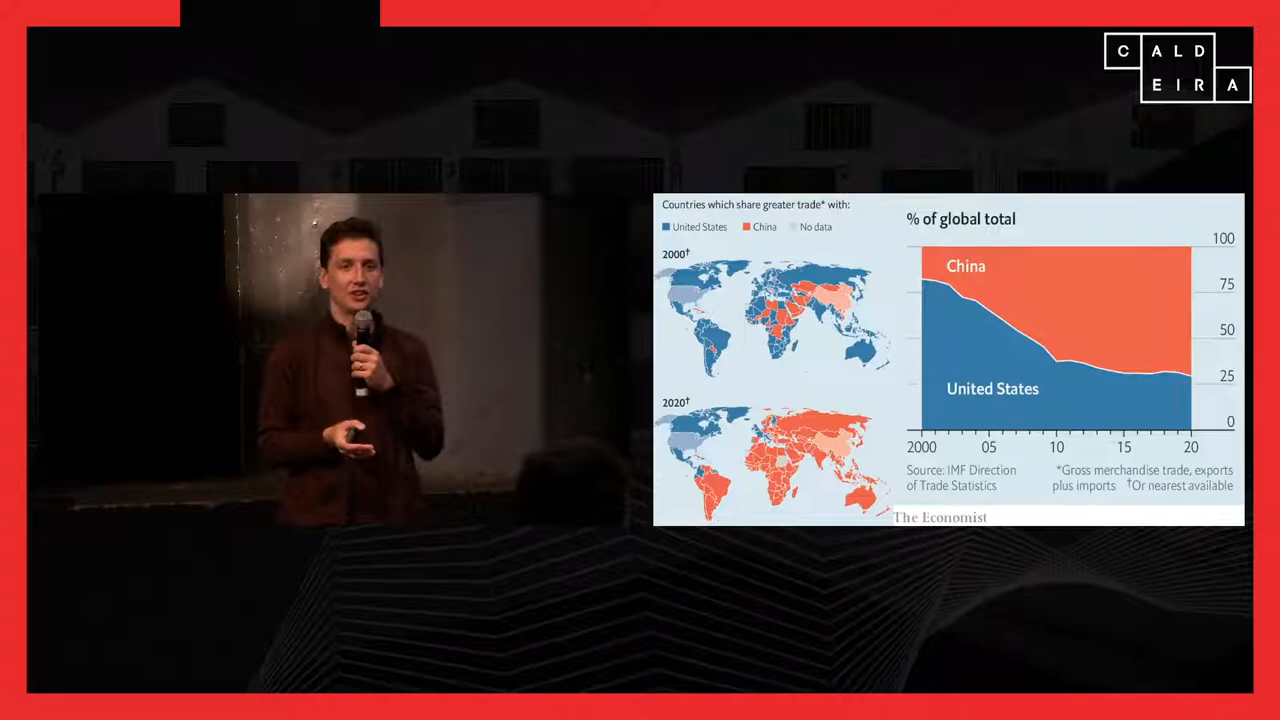 CALD
EIRA
Countries which share greater trade* with:
United States China No data
2000†
2020†
% of global total
100
75
50
25
0
China
United States
2000 05 10 15 20
Source: IMF Direction
of Trade Statistics
*Gross merchandise trade, exports
plus imports †Or nearest available
The Economist